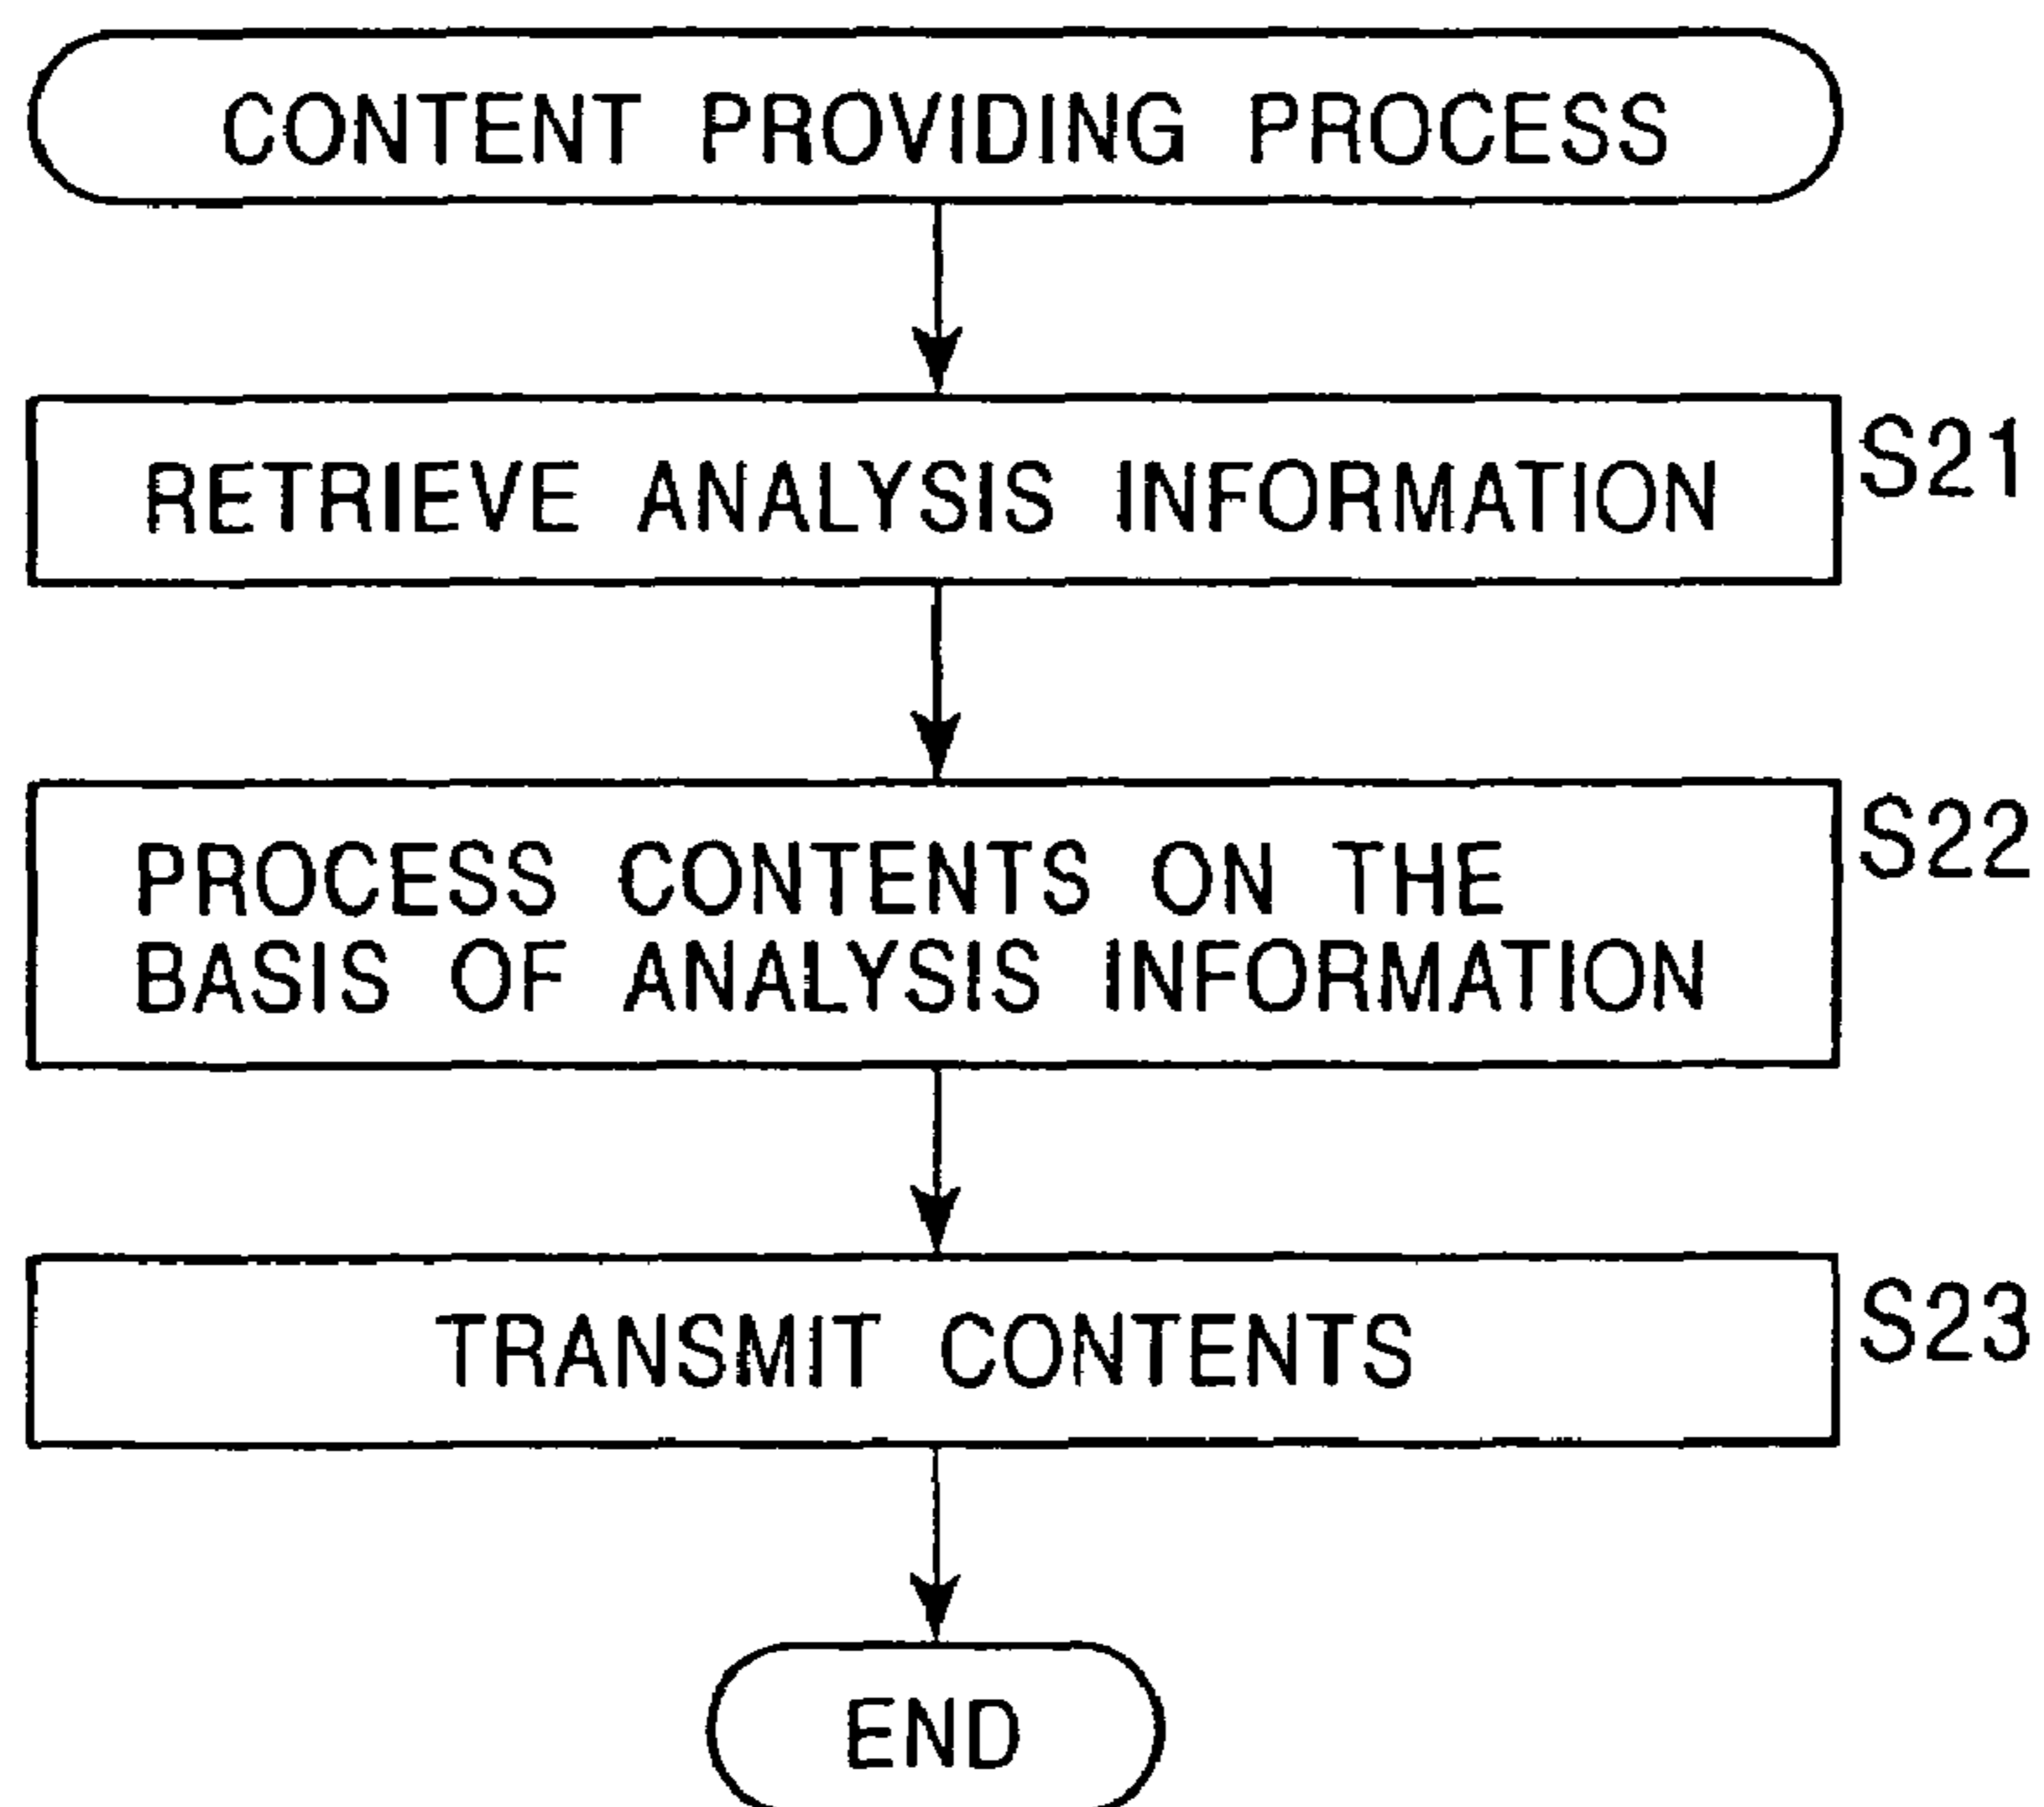 CONTENT PROVIDING PROCESS
RETRIEVE ANALYSIS INFORMATION
S21
PROCESS CONTENTS ON THE
BASIS OF ANALYSIS INFORMATION
S22
TRANSMIT CONTENTS
S23
END